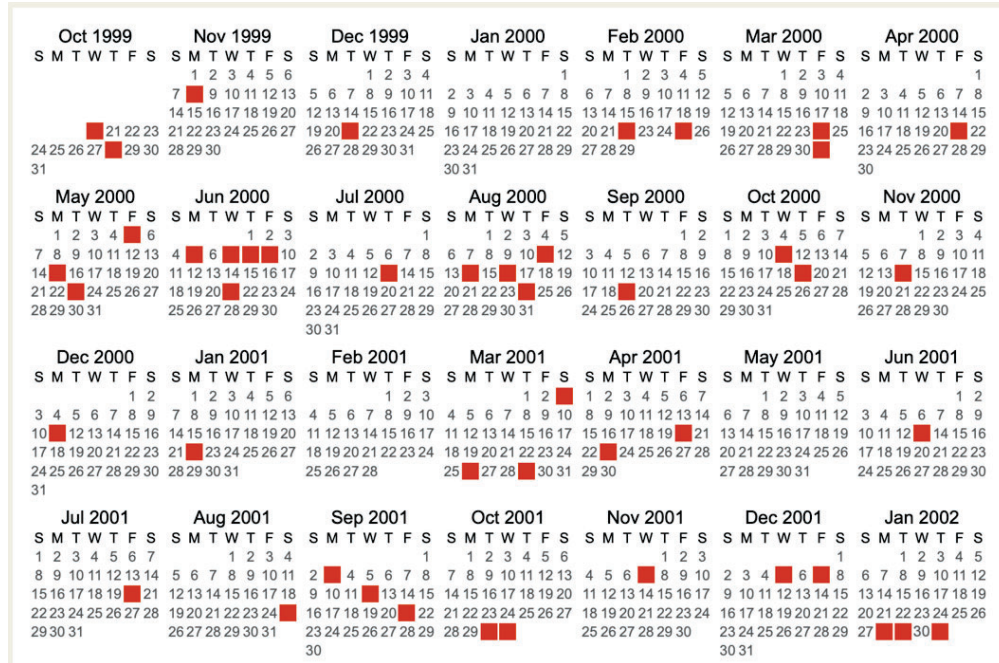 Oct 1999
S M T W T F S
21 22 23
24 25 26 27 29 30
31
Nov 1999
S M T W T F S
1 2 3 4 5 6
7 9 10 11 12 13
14 15 16 17 18 19 20
21 22 23 24 25 26 27
28 29 30
Dec 1999
S M T W T F S
1 2 3 4
5 6 7 8 9 10 11
12 13 14 15 16 17 18
19 20 22 23 24 25
26 27 28 29 30 31
Jan 2000
S M T W T F S
1
2 3 4 5 6 7 8
9 10 11 12 13 14 15
16 17 18 19 20 21 22
23 24 25 26 27 28 29
30 31
Feb 2000
S M T W T F S
1 2 3 4 5
6 7 8 9 10 11 12
13 14 15 16 17 18 19
20 21 23 24 26
27 28 29
Mar 2000
S M T W T F S
1 2 3 4
5 6 7 8 9 10 11
12 13 14 15 16 17 18
19 20 21 22 23 25
26 27 28 29 30
Apr 2000
S M T W T F S
1
2 3 4 5 6 7 8
9 10 11 12 13 14 15
16 17 18 19 20 22
23 24 25 26 27 28 29
30
May 2000
S M T W T F S
1 2 3 4 6
7 8 9 10 11 12 13
14 16 17 18 19 20
21 22 24 25 26 27
28 29 30 31
Jun 2000
S M T W T F S
1 2 3
4 6 10
11 12 13 14 15 16 17
18 19 20 22 23 24
25 26 27 28 29 30
Jul 2000
S M T W T F S
1
2 3 4 5 6 7 8
9 10 11 12 14 15
16 17 18 19 20 21 22
23 24 25 26 27 28 29
30 31
Aug 2000
S M T W T F S
1 2 3 4 5
6 7 8 9 10 12
13 15 17 18 19
20 21 22 23 25 26
27 28 29 30 31
Sep 2000
S M T W T F S
1 2
3 4 5 6 7 8 9
10 11 12 13 14 15 16
17 18 20 21 22 23
24 25 26 27 28 29 30
Oct 2000
S M T W T F S
1 2 3 4 5 6 7
8 9 10 12 13 14
15 16 17 18 20 21
22 23 24 25 26 27 28
29 30 31
Nov 2000
S M T W T F S
1 2 3 4
5 6 7 8 9 10 11
12 13 15 16 17 18
19 20 21 22 23 24 25
26 27 28 29 30
Dec 2000
S M T W T F S
1 2
3 4 5 6 7 8 9
10 12 13 14 15 16
17 18 19 20 21 22 23
24 25 26 27 28 29 30
31
Jan 2001
S M T W T F S
1 2 3 4 5 6
7 8 9 10 11 12 13
14 15 16 17 18 19 20
21 23 24 25 26 27
28 29 30 31
Feb 2001
S M T W T F S
1 2 3
4 5 6 7 8 9 10
11 12 13 14 15 16 17
18 19 20 21 22 23 24
25 26 27 28
Mar 2001
S M T W T F S
1 2
4 5 6 7 8 9 10
11 12 13 14 15 16 17
18 19 20 21 22 23 24
25 27 28 30 31
Apr 2001
S M T W T F S
1 2 3 4 5 6 7
8 9 10 11 12 13 14
15 16 17 18 19 21
22 24 25 26 27 28
29 30
May 2001
S M T W T F S
1 2 3 4 5
6 7 8 9 10 11 12
13 14 15 16 17 18 19
20 21 22 23 24 25 26
27 28 29 30 31
Jun 2001
S M T W T F S
1 2
3 4 5 6 7 8 9
10 11 12 14 15 16
17 18 19 20 21 22 23
24 25 26 27 28 29 30
Jul 2001
S M T W T F S
1 2 3 4 5 6 7
8 9 10 11 12 13 14
15 16 17 18 19 21
22 23 24 25 26 27 28
29 30 31
Aug 2001
S M T W T F S
1 2 3 4
5 6 7 8 9 10 11
12 13 14 15 16 17 18
19 20 21 22 23 24
26 27 28 29 30 31
Sep 2001
S M T W T F S
1
2 4 5 6 7 8
9 10 11 13 14 15
16 17 18 19 20 22
23 24 25 26 27 28 29
30
Oct 2001
S M T W T F S
1 2 3 4 5 6
7 8 9 10 11 12 13
14 15 16 17 18 19 20
21 22 23 24 25 26 27
28 29
Nov 2001
S M T W T F S
1 2 3
4 5 6 8 9 10
11 12 13 14 15 16 17
18 19 20 21 22 23 24
25 26 27 28 29 30
Dec 2001
S M T W T F S
1
2 3 4 6 8
9 10 11 12 13 14 15
16 17 18 19 20 21 22
23 24 25 26 27 28 29
30 31
Jan 2002
S M T W T F S
1 2 3 4 5
6 7 8 9 10 11 12
13 14 15 16 17 18 19
20 21 22 23 24 25 26
27 30